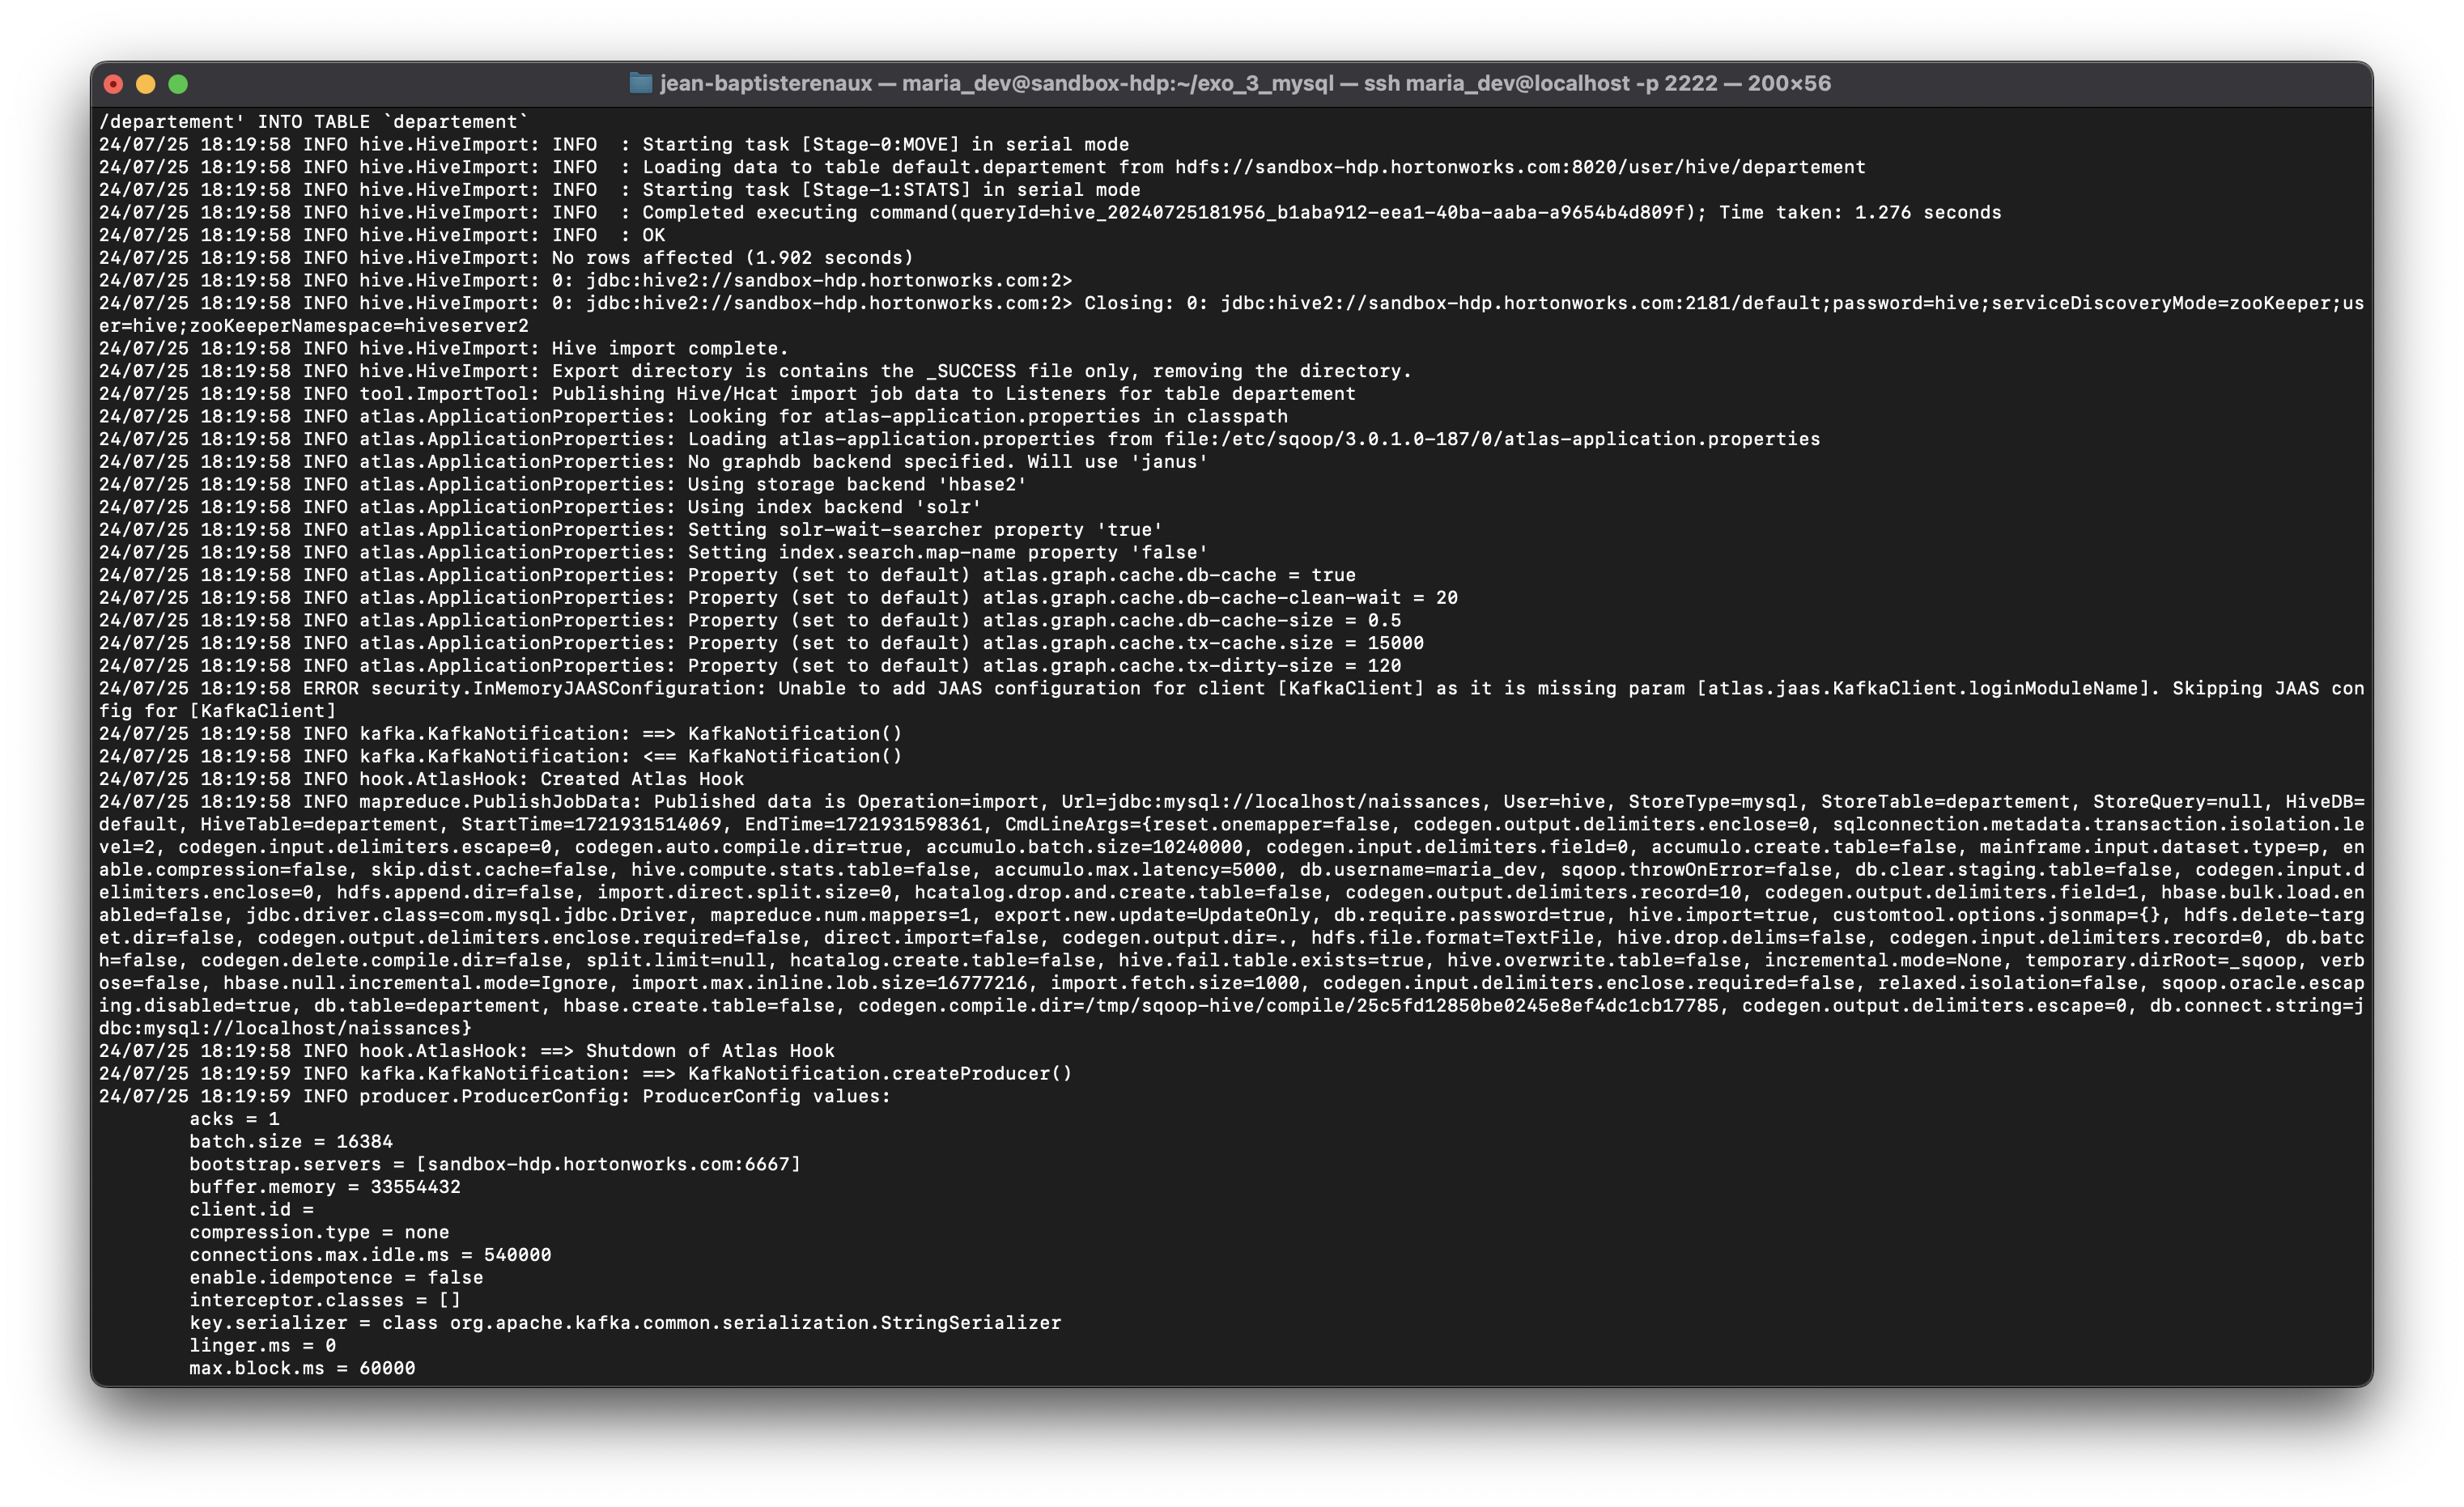 jean-baptisterenaux — maria_dev@sandbox-hdp:~/exo_3_mysql — ssh maria_dev@localhost -p 2222 — 200×56
/departement' INTO TABLE `departement`
24/07/25 18:19:58 INFO hive.HiveImport: INFO  : Starting task [Stage-0:MOVE] in serial mode
24/07/25 18:19:58 INFO hive.HiveImport: INFO  : Loading data to table default.departement from hdfs://sandbox-hdp.hortonworks.com:8020/user/hive/departement
24/07/25 18:19:58 INFO hive.HiveImport: INFO  : Starting task [Stage-1:STATS] in serial mode
24/07/25 18:19:58 INFO hive.HiveImport: INFO  : Completed executing command(queryId=hive_20240725181956_b1aba912-eea1-40ba-aaba-a9654b4d809f); Time taken: 1.276 seconds
24/07/25 18:19:58 INFO hive.HiveImport: INFO  : OK
24/07/25 18:19:58 INFO hive.HiveImport: No rows affected (1.902 seconds)
24/07/25 18:19:58 INFO hive.HiveImport: 0: jdbc:hive2://sandbox-hdp.hortonworks.com:2>
24/07/25 18:19:58 INFO hive.HiveImport: 0: jdbc:hive2://sandbox-hdp.hortonworks.com:2> Closing: 0: jdbc:hive2://sandbox-hdp.hortonworks.com:2181/default;password=hive;serviceDiscoveryMode=zooKeeper;us
er=hive;zooKeeperNamespace=hiveserver2
24/07/25 18:19:58 INFO hive.HiveImport: Hive import complete.
24/07/25 18:19:58 INFO hive.HiveImport: Export directory is contains the _SUCCESS file only, removing the directory.
24/07/25 18:19:58 INFO tool.ImportTool: Publishing Hive/Hcat import job data to Listeners for table departement
24/07/25 18:19:58 INFO atlas.ApplicationProperties: Looking for atlas-application.properties in classpath
24/07/25 18:19:58 INFO atlas.ApplicationProperties: Loading atlas-application.properties from file:/etc/sqoop/3.0.1.0-187/0/atlas-application.properties
24/07/25 18:19:58 INFO atlas.ApplicationProperties: No graphdb backend specified. Will use 'janus'
24/07/25 18:19:58 INFO atlas.ApplicationProperties: Using storage backend 'hbase2'
24/07/25 18:19:58 INFO atlas.ApplicationProperties: Using index backend 'solr'
24/07/25 18:19:58 INFO atlas.ApplicationProperties: Setting solr-wait-searcher property 'true'
24/07/25 18:19:58 INFO atlas.ApplicationProperties: Setting index.search.map-name property 'false'
24/07/25 18:19:58 INFO atlas.ApplicationProperties: Property (set to default) atlas.graph.cache.db-cache = true
24/07/25 18:19:58 INFO atlas.ApplicationProperties: Property (set to default) atlas.graph.cache.db-cache-clean-wait = 20
24/07/25 18:19:58 INFO atlas.ApplicationProperties: Property (set to default) atlas.graph.cache.db-cache-size = 0.5
24/07/25 18:19:58 INFO atlas.ApplicationProperties: Property (set to default) atlas.graph.cache.tx-cache.size = 15000
24/07/25 18:19:58 INFO atlas.ApplicationProperties: Property (set to default) atlas.graph.cache.tx-dirty-size = 120
24/07/25 18:19:58 ERROR security.InMemoryJAASConfiguration: Unable to add JAAS configuration for client [KafkaClient] as it is missing param [atlas.jaas.KafkaClient.loginModuleName]. Skipping JAAS con
fig for [KafkaClient]
24/07/25 18:19:58 INFO kafka.KafkaNotification: ==> KafkaNotification()
24/07/25 18:19:58 INFO kafka.KafkaNotification: <== KafkaNotification()
24/07/25 18:19:58 INFO hook.AtlasHook: Created Atlas Hook
24/07/25 18:19:58 INFO mapreduce.PublishJobData: Published data is Operation=import, Url=jdbc:mysql://localhost/naissances, User=hive, StoreType=mysql, StoreTable=departement, StoreQuery=null, HiveDB=
default, HiveTable=departement, StartTime=1721931514069, EndTime=1721931598361, CmdLineArgs={reset.onemapper=false, codegen.output.delimiters.enclose=0, sqlconnection.metadata.transaction.isolation.le
vel=2, codegen.input.delimiters.escape=0, codegen.auto.compile.dir=true, accumulo.batch.size=10240000, codegen.input.delimiters.field=0, accumulo.create.table=false, mainframe.input.dataset.type=p, en
able.compression=false, skip.dist.cache=false, hive.compute.stats.table=false, accumulo.max.latency=5000, db.username=maria_dev, sqoop.throwOnError=false, db.clear.staging.table=false, codegen.input.d
elimiters.enclose=0, hdfs.append.dir=false, import.direct.split.size=0, hcatalog.drop.and.create.table=false, codegen.output.delimiters.record=10, codegen.output.delimiters.field=1, hbase.bulk.load.en
abled=false, jdbc.driver.class=com.mysql.jdbc.Driver, mapreduce.num.mappers=1, export.new.update=UpdateOnly, db.require.password=true, hive.import=true, customtool.options.jsonmap={}, hdfs.delete-targ
et.dir=false, codegen.output.delimiters.enclose.required=false, direct.import=false, codegen.output.dir=., hdfs.file.format=TextFile, hive.drop.delims=false, codegen.input.delimiters.record=0, db.batc
h=false, codegen.delete.compile.dir=false, split.limit=null, hcatalog.create.table=false, hive.fail.table.exists=true, hive.overwrite.table=false, incremental.mode=None, temporary.dirRoot=_sqoop, verb
ose=false, hbase.null.incremental.mode=Ignore, import.max.inline.lob.size=16777216, import.fetch.size=1000, codegen.input.delimiters.enclose.required=false, relaxed.isolation=false, sqoop.oracle.escap
ing.disabled=true, db.table=departement, hbase.create.table=false, codegen.compile.dir=/tmp/sqoop-hive/compile/25c5fd12850be0245e8ef4dc1cb17785, codegen.output.delimiters.escape=0, db.connect.string=j
dbc:mysql://localhost/naissances}
24/07/25 18:19:58 INFO hook.AtlasHook: ==> Shutdown of Atlas Hook
24/07/25 18:19:59 INFO kafka.KafkaNotification: ==> KafkaNotification.createProducer()
24/07/25 18:19:59 INFO producer.ProducerConfig: ProducerConfig values:
acks = 1
batch.size = 16384
bootstrap.servers = [sandbox-hdp.hortonworks.com:6667]
buffer.memory = 33554432
client.id =
compression.type = none
connections.max.idle.ms = 540000
enable.idempotence = false
interceptor.classes = []
key.serializer = class org.apache.kafka.common.serialization.StringSerializer
linger.ms = 0
max.block.ms = 60000